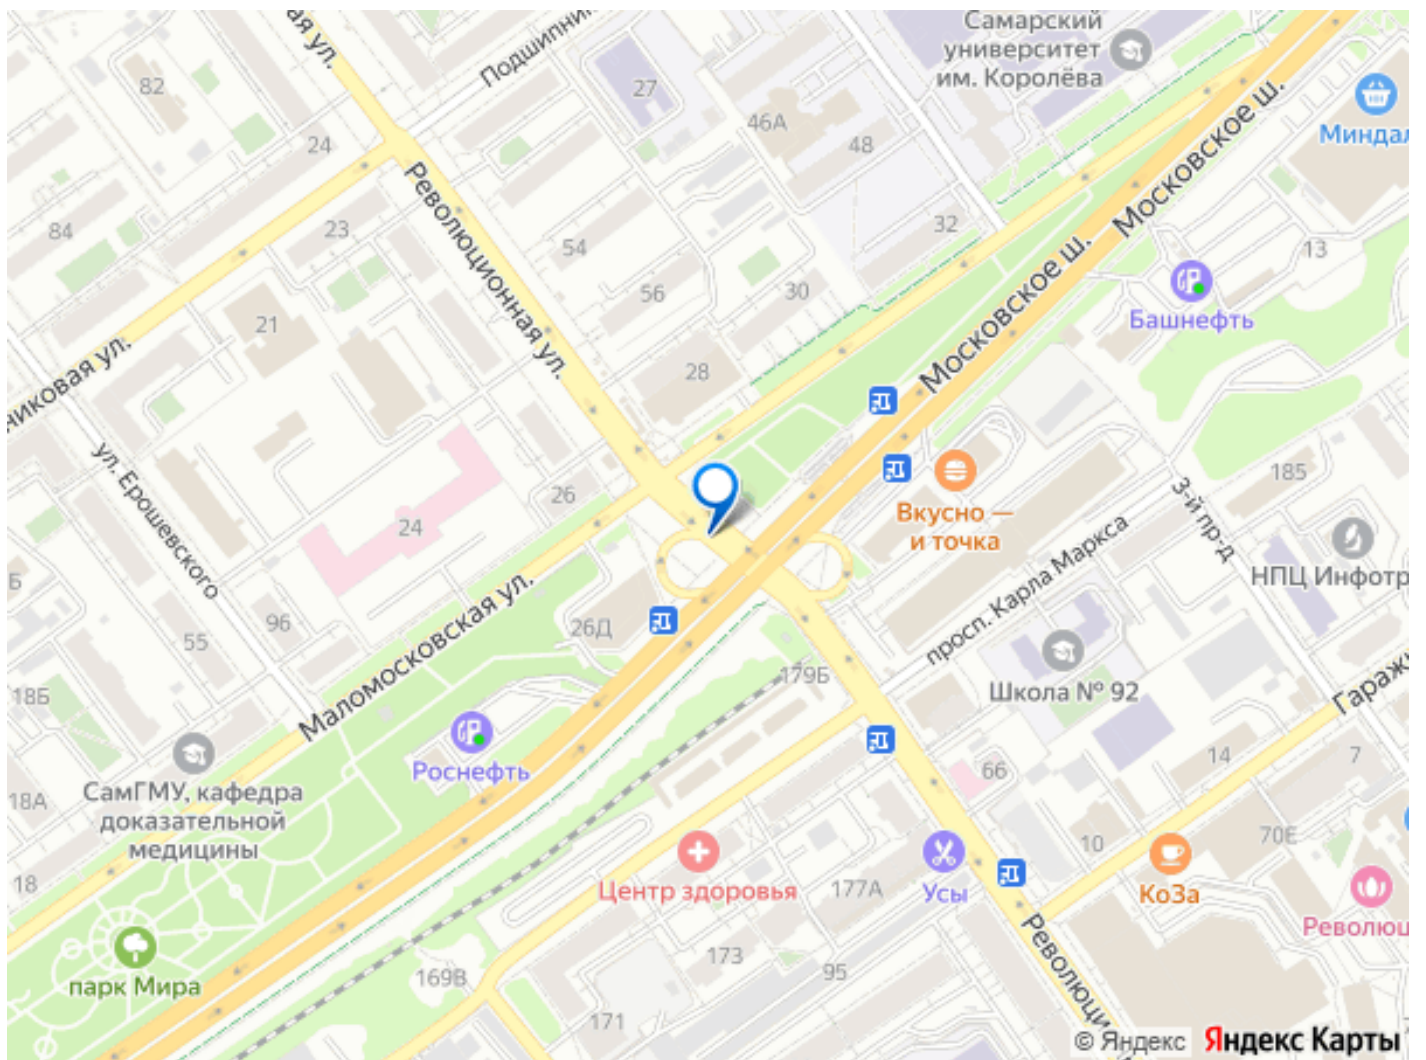 ая ул.
Подшипни
Самарский
университет
им. Королёва
82
27
46А
48
24
Миндал
Московское ш.
Революционная ул.
84
23
54
32
13
56
30
Московское ш.
Башнефть
21
28
никовая ул.
ул. Ерошевского
26
24
Вкусно —
и точка
185
3-й пр-д
просп. Карла Маркса
НПЦ Инфотр
Б
55
96
Маломосковская ул.
26Д
179Б
Школа № 92
Гаражн
18Б
Роснефть
66
14
7
СамГМУ, кафедра
доказательной
медицины
18А
10
70Е
18
Центр здоровья
177А
Усы
КоЗа
Революц
парк Мира
169В
173
95
171
Революци
© Яндекс Яндекс Карты